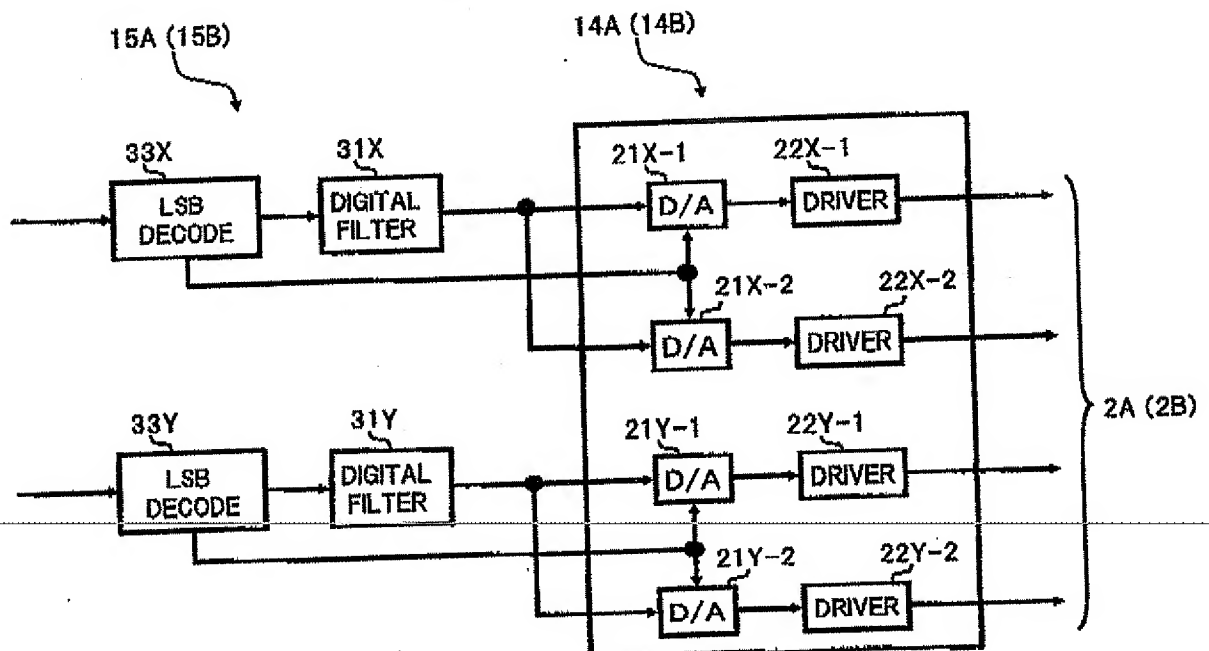 15A (15B)
14A (14B)
33X
31X
21X-1
22X-1
LSB
DECODE
DIGITAL
FILTER
D/A
DRIVER
21X-2
22X-2
D/A
DRIVER
2A (2B)
33Y
31Y
21Y-1
22Y-1
LSB
DECODE
DIGITAL
FILTER
D/A
DRIVER
21Y-2
22Y-2
D/A
DRIVER